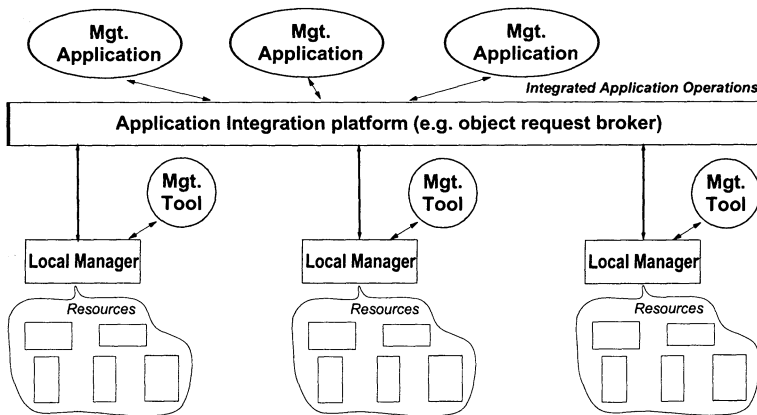 Mgt.
Application
Mgt.
Application
Mgt.
Application
Integrated Application Operations
Application Integration platform (e.g. object request broker)
Mgt.
Tool
Mgt.
Tool
Mgt.
Tool
Local Manager
Local Manager
Local Manager
Resources
Resources
Resources